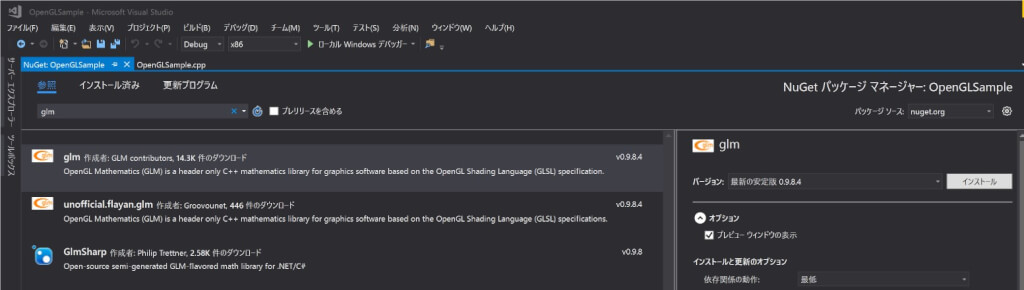 OpenGLSample - Microsoft Visual Studio
ファイル(F) 編集(E) 表示(V) プロジェクト(P) ビルド(B) デバッグ(D) チーム(M) ツール(T) テスト(S) 分析(N) ウィンドウ(W) ヘルプ(H)
Debug x86 ローカル Windows デバッガー
サーバー エクスプローラー
ツールボックス
NuGet: OpenGLSample OpenGLSample.cpp
参照 インストール済み 更新プログラム
NuGet パッケージ マネージャー: OpenGLSample
glm プレリリースを含める
パッケージ ソース: nuget.org
glm 作成者: GLM contributors, 14.3K 件のダウンロード v0.9.8.4
OpenGL Mathematics (GLM) is a header only C++ mathematics library for graphics software based on the OpenGL Shading Language (GLSL) specification.
unofficial.flayan.glm 作成者: Groovounet, 446 件のダウンロード v0.9.8.4
OpenGL Mathematics (GLM) is a header only C++ mathematics library for graphics software based on the OpenGL Shading Language (GLSL) specifications.
GlmSharp 作成者: Philip Trettner, 2.58K 件のダウンロード v0.9.8
Open-source semi-generated GLM-flavored math library for .NET/C#
glm
バージョン: 最新の安定版 0.9.8.4 インストール
オプション
プレビュー ウィンドウの表示
インストールと更新のオプション
依存関係の動作: 最低